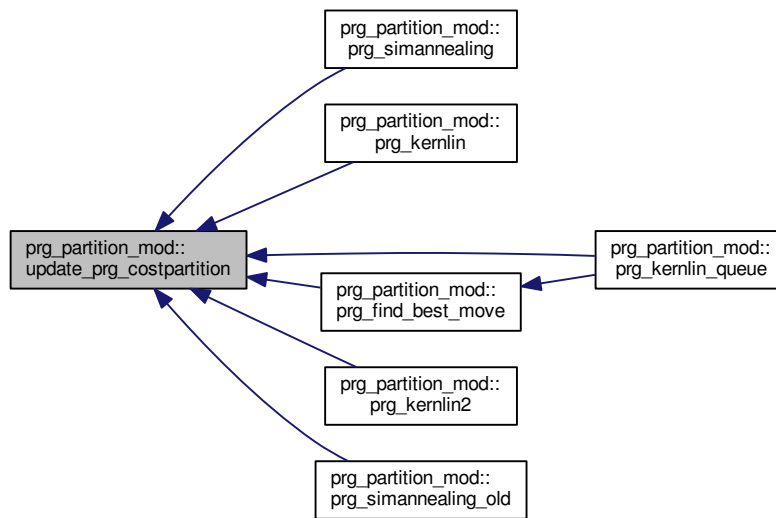 prg_partition_mod::
prg_simannealing
prg_partition_mod::
prg_kernlin
prg_partition_mod::
update_prg_costpartition
prg_partition_mod::
prg_kernlin_queue
prg_partition_mod::
prg_find_best_move
prg_partition_mod::
prg_kernlin2
prg_partition_mod::
prg_simannealing_old